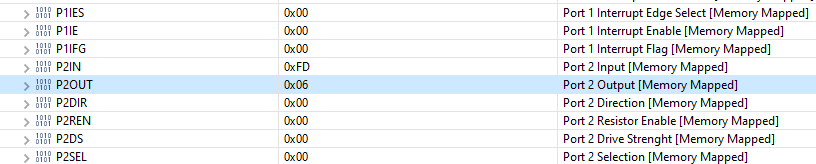 P1IES 0x00 Port 1 Interrupt Edge Select [Memory Mapped]
P1IE 0x00 Port 1 Interrupt Enable [Memory Mapped]
P1IFG 0x00 Port 1 Interrupt Flag [Memory Mapped]
P2IN 0xFD Port 2 Input [Memory Mapped]
P2OUT 0x06 Port 2 Output [Memory Mapped]
P2DIR 0x00 Port 2 Direction [Memory Mapped]
P2REN 0x00 Port 2 Resistor Enable [Memory Mapped]
P2DS 0x00 Port 2 Drive Strenght [Memory Mapped]
P2SEL 0x00 Port 2 Selection [Memory Mapped]